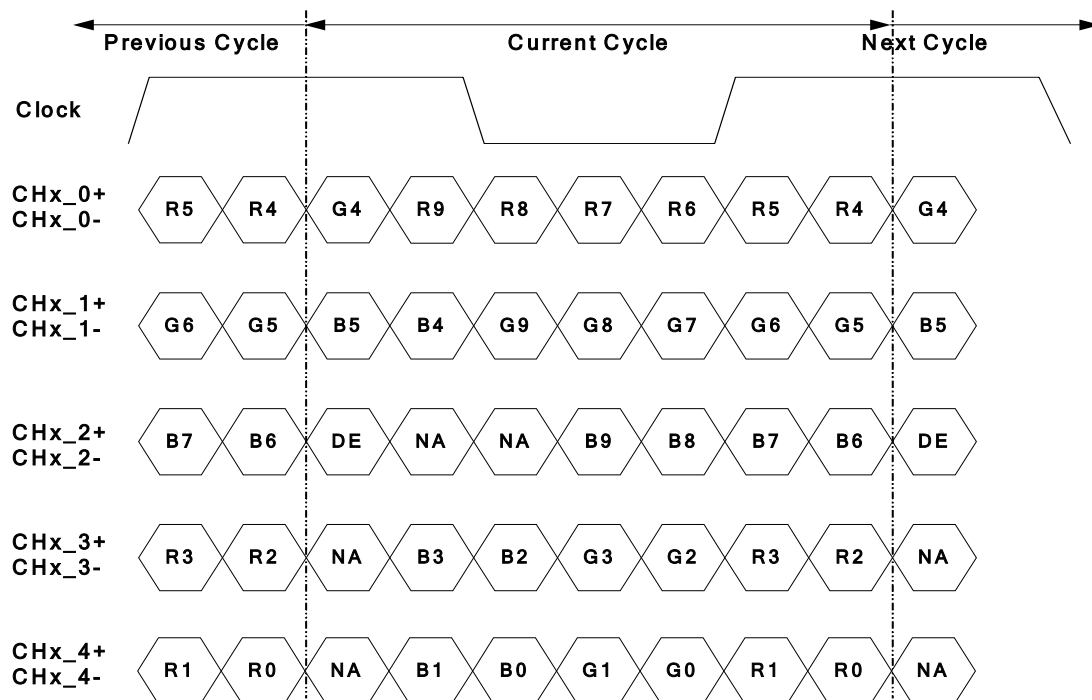 Previous Cycle Current Cycle Next Cycle
Clock
CHx_0+
CHx_0-
R5 R4 G4 R9 R8 R7 R6 R5 R4 G4
CHx_1+
CHx_1-
G6 G5 B5 B4 G9 G8 G7 G6 G5 B5
CHx_2+
CHx_2-
B7 B6 DE NA NA B9 B8 B7 B6 DE
CHx_3+
CHx_3-
R3 R2 NA B3 B2 G3 G2 R3 R2 NA
CHx_4+
CHx_4-
R1 R0 NA B1 B0 G1 G0 R1 R0 NA